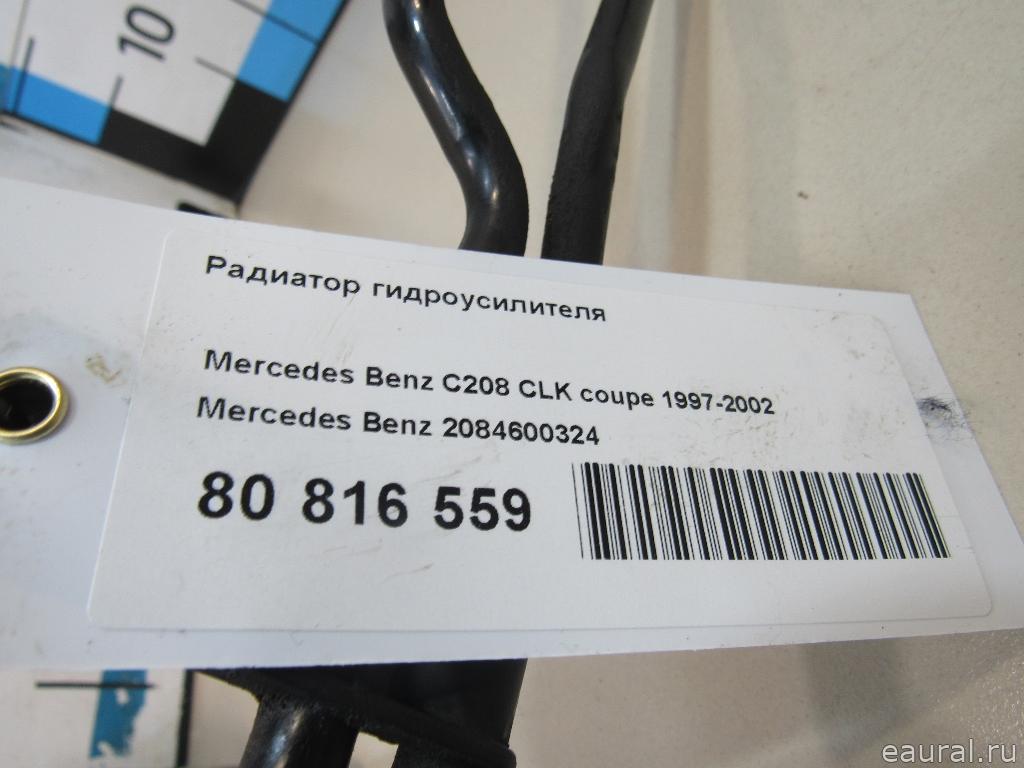 10
Радиатор гидроусилителя
Mercedes Benz C208 CLK coupe 1997-2002
Mercedes Benz 2084600324
80 816 559
eaural.ru